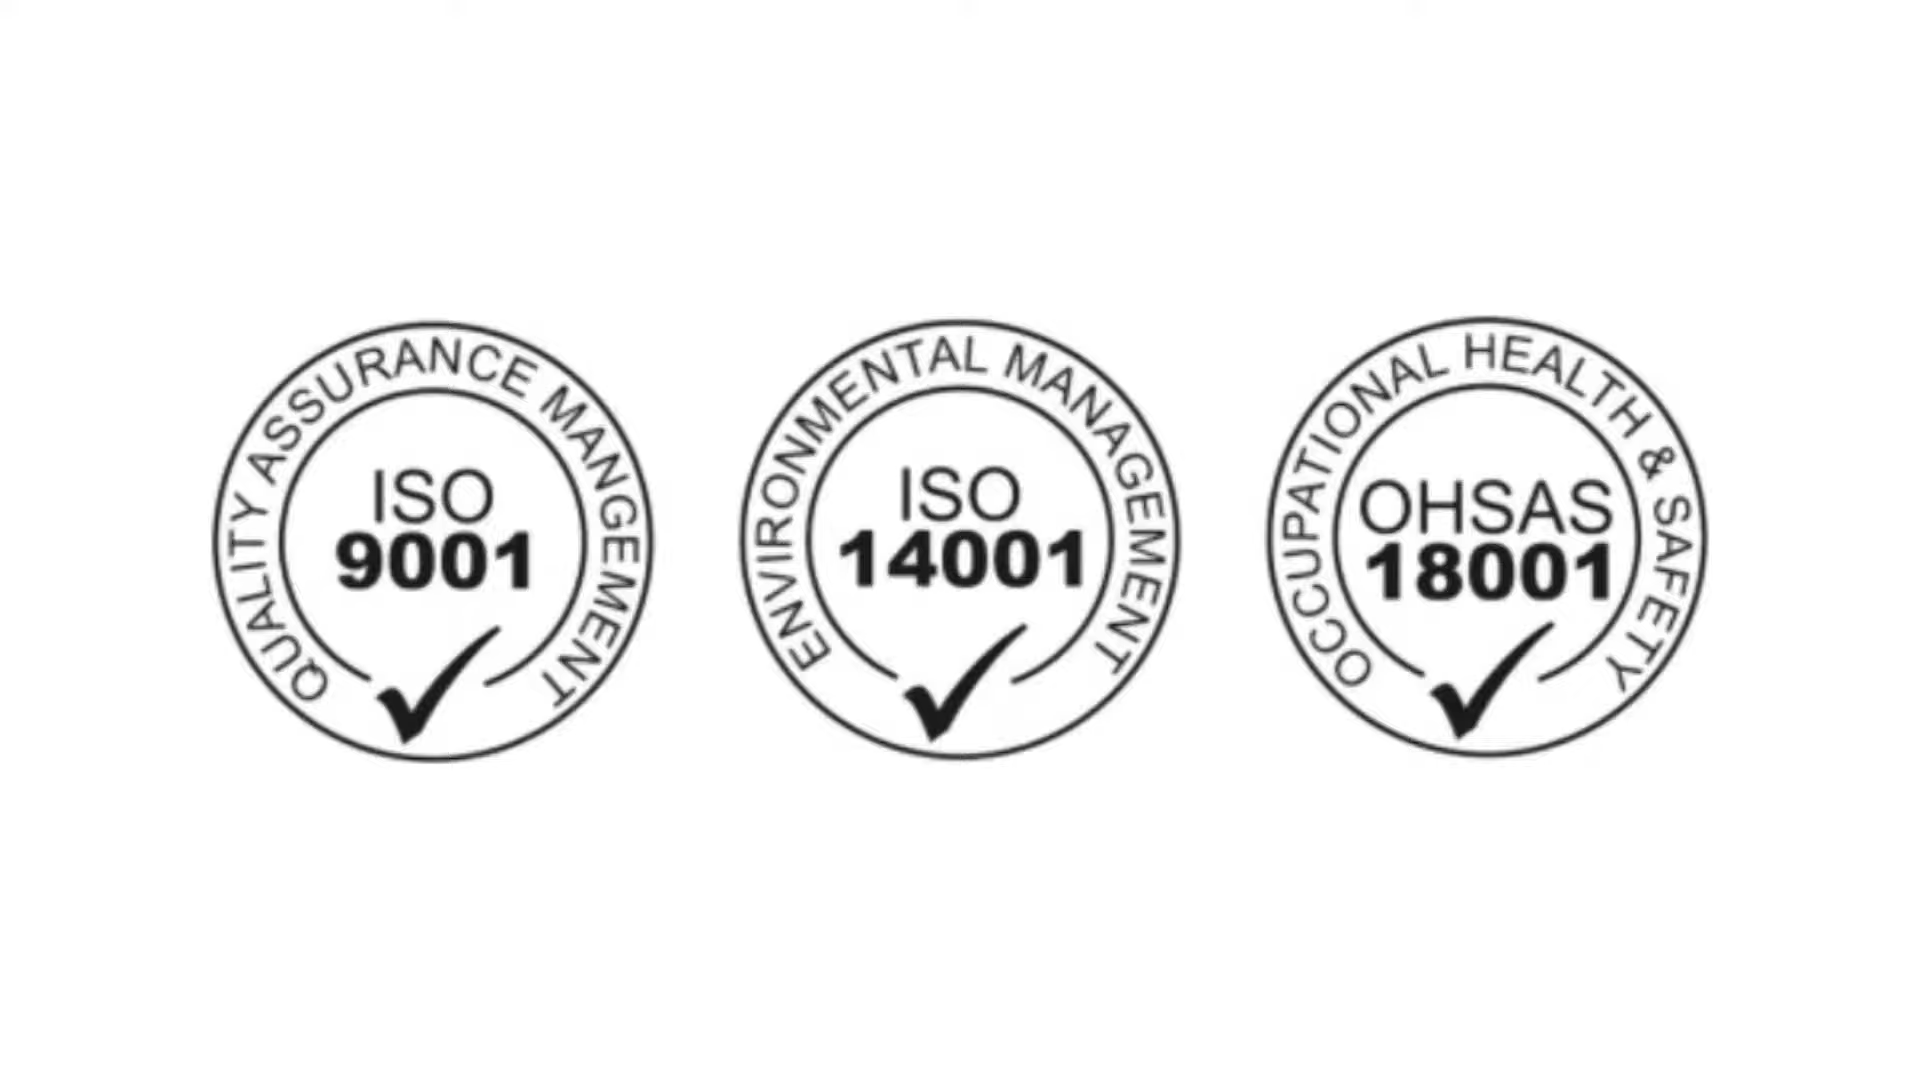 QUALITY ASSURANCE MANGEMENT
ISO
9001
ENVIRONMENTAL MANAGEMENT
ISO
14001
OCCUPATIONAL HEALTH & SAFETY
OHSAS
18001